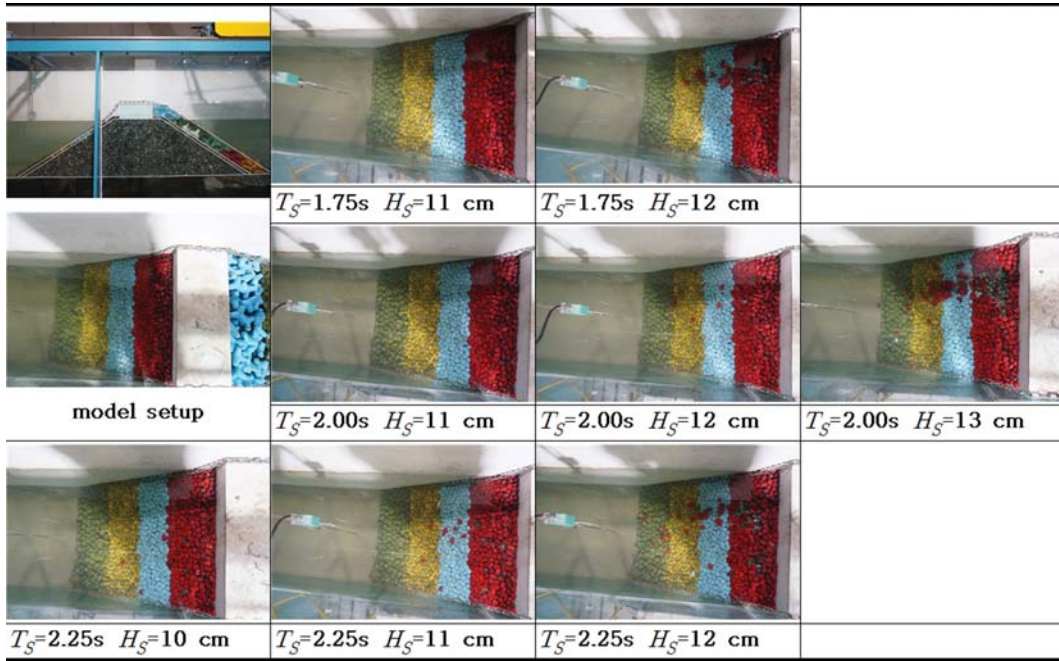 T_S=1.75s H_S=11 cm
T_S=1.75s H_S=12 cm
model setup
T_S=2.00s H_S=11 cm
T_S=2.00s H_S=12 cm
T_S=2.00s H_S=13 cm
T_S=2.25s H_S=10 cm
T_S=2.25s H_S=11 cm
T_S=2.25s H_S=12 cm